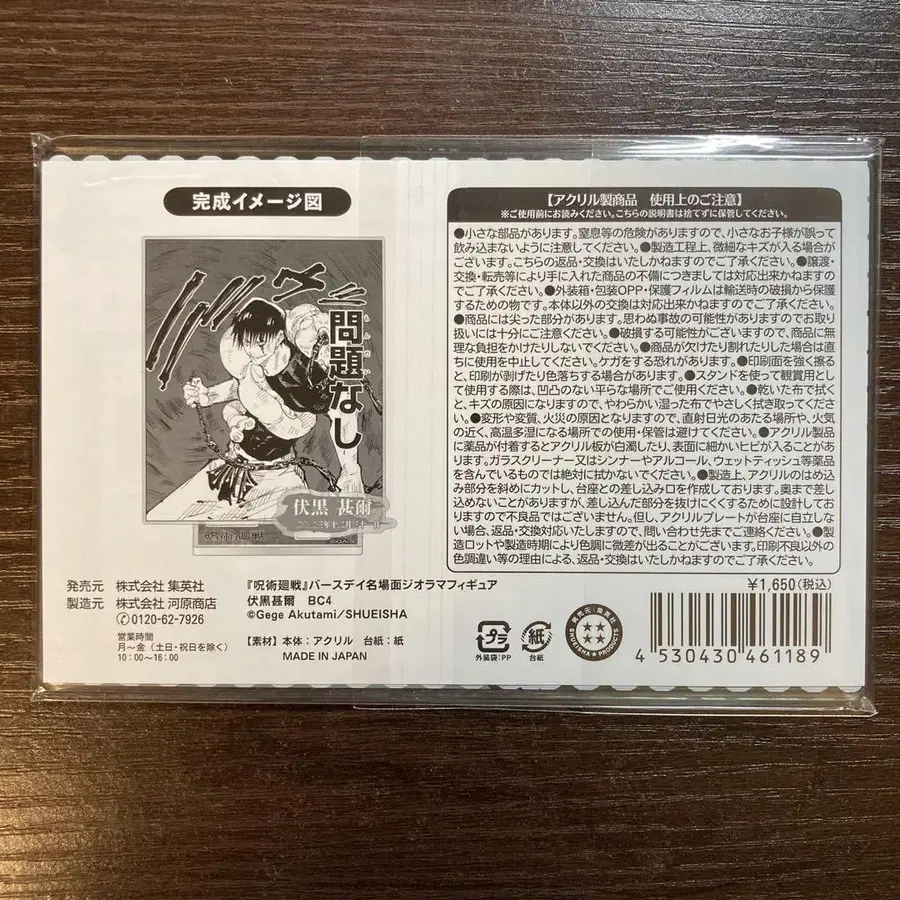 完成イメージ図
問題なし
もんだい
伏黒 甚爾
呪術廻戦
【アクリル製商品 使用上のご注意】
※ご使用前にお読みください。こちらの説明書は捨てずに保管してください。
●小さな部品があります。窒息等の危険がありますので、小さなお子様が誤って
飲み込まないように注意してください。●製造工程上、微細なキズが入る場合が
ございます。こちらの返品・交換はいたしかねますのでご了承ください。●譲渡・
交換・転売等により手に入れた商品の不備につきましては対応出来かねますので
ご了承ください。●外装箱・包装OPP・保護フィルムは輸送時の破損から保護
するための物です。本体以外の交換は対応出来かねますのでご了承ください。
●商品には尖った部分があります。思わぬ事故の可能性がありますのでお取り
扱いには十分にご注意ください。●破損する可能性がございますので、商品に無
理な負担をかけたりしないでください。●商品が欠けたり割れたりした場合は直
ちに使用を中止してください。ケガをする恐れがあります。●印刷面を強く擦る
と、印刷が剥げたり色落ちする場合があります。●スタンドを使って観賞用とし
て使用する際は、凹凸のない平らな場所でご使用ください。●乾いた布で拭く
と、キズの原因になりますので、やわらかい湿った布でやさしく拭き取ってくださ
い。●変形や変質、火災の原因となりますので、直射日光のあたる場所や、火
気の近く、高温多湿になる場所での使用・保管は避けてください。●アクリル製品
に薬品が付着するとアクリル板が白濁したり、表面に細かいヒビが入ることがあ
ります。ガラスクリーナー又はシンナーやアルコール、ウェットティッシュ等薬品
を含んでいるものでは絶対に拭かないでください。●製造上、アクリルのはめ込
み部分を斜めにカットし、台座との差し込み口を作成しております。奥まで差し
込めないことがありますが、差し込んだ部分を抜けにくくするために設計してお
りますので不良品ではございません。但し、アクリルプレートが台座に自立しな
い場合、返品・交換対応いたしますので、問い合わせ先までご連絡ください。●製
造ロットや製造時期により色調に微差が出ることがございます。印刷不良以外の
色調違い等の理由による、返品・交換はいたしかねますのでご了承ください。
¥1,650(税込)
発売元 株式会社 集英社
製造元 株式会社 河原商店
0120-62-7926
営業時間
月〜金(土日・祝日を除く)
10:00〜16:00
『呪術廻戦』バースデイ名場面ジオラマフィギュア
伏黒甚爾 BC4
©Gege Akutami/SHUEISHA
【素材】本体:アクリル 台紙:紙
MADE IN JAPAN
プラ
外装袋:PP
紙
台紙
発売元/集英社
SHUEISHA PRODUCTS
4 530430 461189